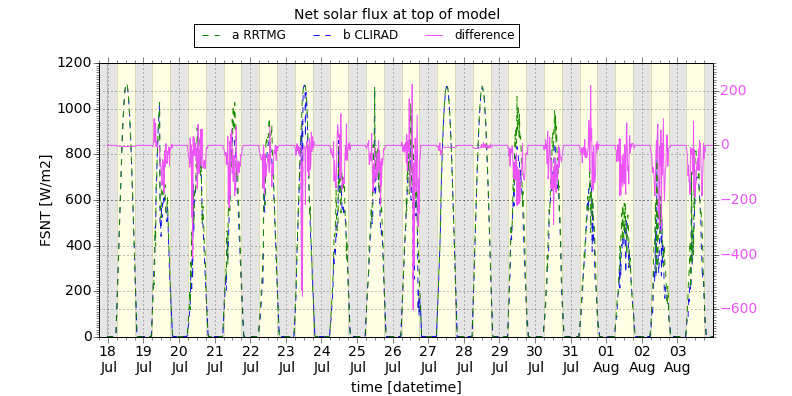 Net solar flux at top of model
a RRTMG b CLIRAD difference
1200
1000
800
600
400
200
0
FSNT [W/m2]
200
0
−200
−400
−600
18 19 20 21 22 23 24 25 26 27 28 29 30 31 01 02 03
Jul Jul Jul Jul Jul Jul Jul Jul Jul Jul Jul Jul Jul Jul Aug Aug Aug
time [datetime]